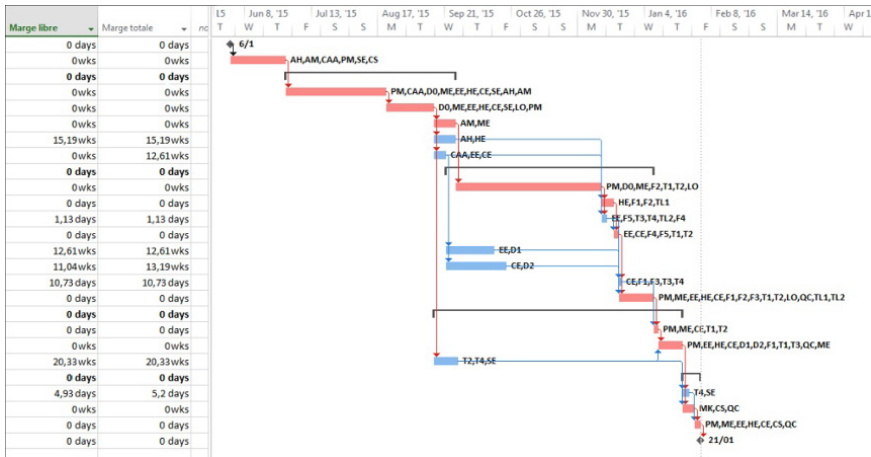 15 Jun 8, '15 Jul 13, '15 Aug 17, '15 Sep 21, '15 Oct 26, '15 Nov 30, '15 Jan 4, '16 Feb 8, '16 Mar 14, '16 Apr 1
Marge libre Marge totale T W T F S S M T W T F S S M T W T F S S M T W T F S S M W
0 days 0 days 6/1
0wks 0wks AH,AM,CAA,PM,SE,CS
0 days 0 days
0wks 0wks PM,CAA,D0,ME,EE,HE,CE,SE,AH,AM
0wks 0wks D0,ME,EE,HE,CE,SE,LO,PM
0wks 0wks AM,ME
15,19wks 15,19wks AH,HE
0wks 12,61wks CAA,EE,CE
0 days 0 days
0wks 0wks PM,D0,ME,F2,T1,T2,LO
0 days 0 days HE,F1,F2,TL1
1,13 days 1,13 days EE,F5,T3,T4,TL2,F4
0wks 0 days EE,CE,F4,F5,T1,T2
12,61wks 12,61wks EE,D1
11,04wks 13,19wks CE,D2
10,73 days 10,73 days CE,F1,F3,T3,T4
0 days 0 days PM,ME,EE,HE,CE,F1,F2,F3,T1,T2,LO,QC,TL1,TL2
0 days 0 days
0 days 0 days PM,ME,CE,T1,T2
0wks 0wks PM,EE,HE,CE,D1,D2,F1,T1,T3,QC,ME
20,33wks 20,33wks T2,T4,SE
0 days 0 days
4,93 days 5,2 days T4,SE
0wks 0wks MK,CS,QC
0 days 0 days PM,ME,EE,HE,CE,CS,QC
0 days 0 days 21/01